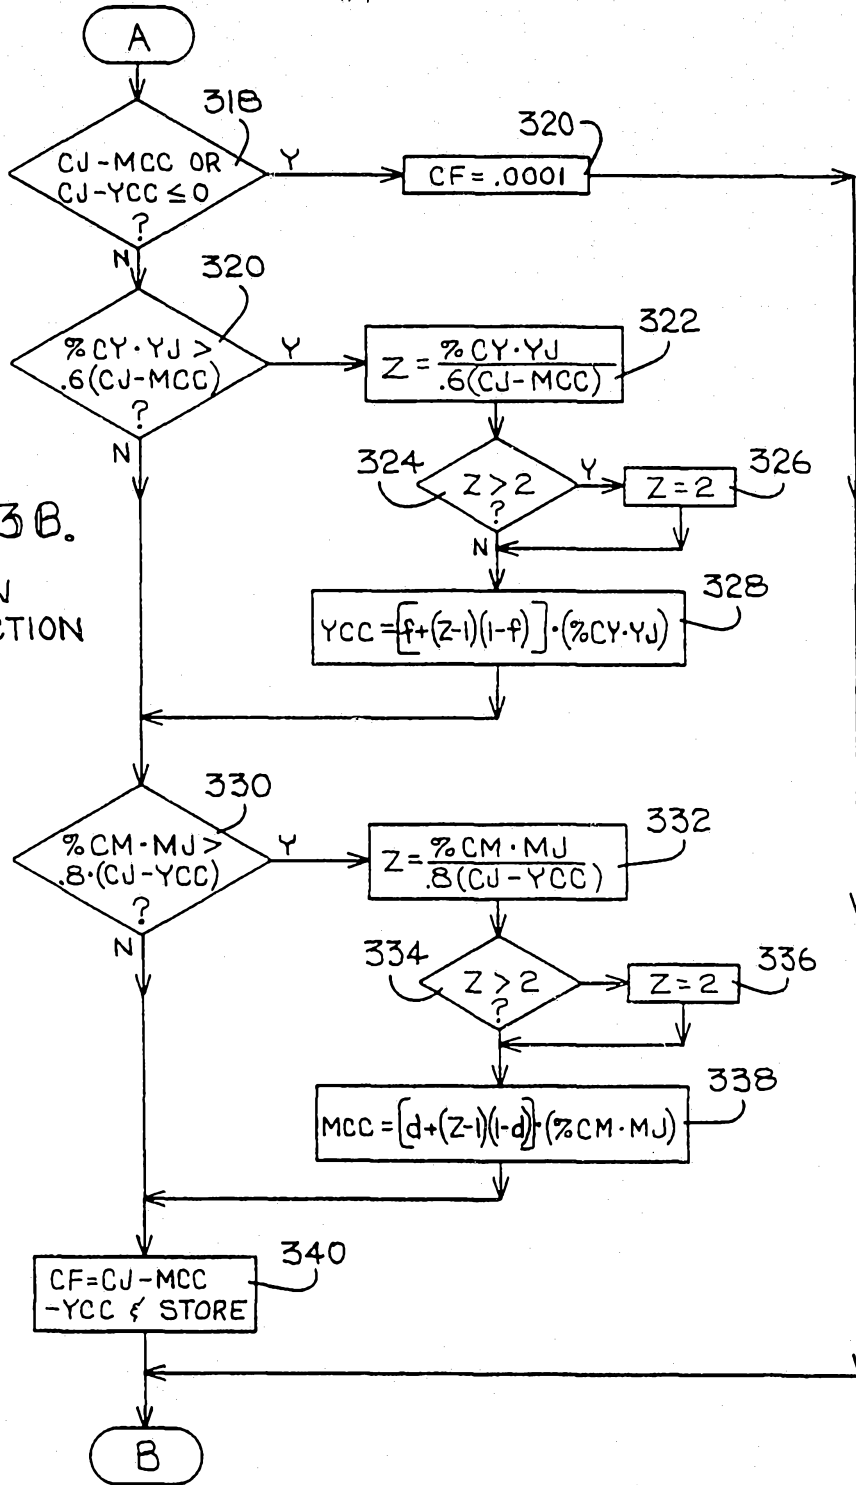 A
318
CJ-MCC OR
CJ-YCC ≤ 0
?
Y
N
320
CF = .0001
320
%CY·YJ >
.6(CJ-MCC)
?
Y
N
322
Z = %CY·YJ
.6(CJ-MCC)
324
Z > 2
?
Y
N
326
Z = 2
3B.
CTION
328
YCC = [f+(Z-1)(1-f)]·(%CY·YJ)
330
%CM·MJ >
.8·(CJ-YCC)
?
Y
N
332
Z = %CM·MJ
.8(CJ-YCC)
334
Z > 2
?
336
Z = 2
338
MCC = [d+(Z-1)(1-d)]·(%CM·MJ)
340
CF=CJ-MCC
-YCC & STORE
B